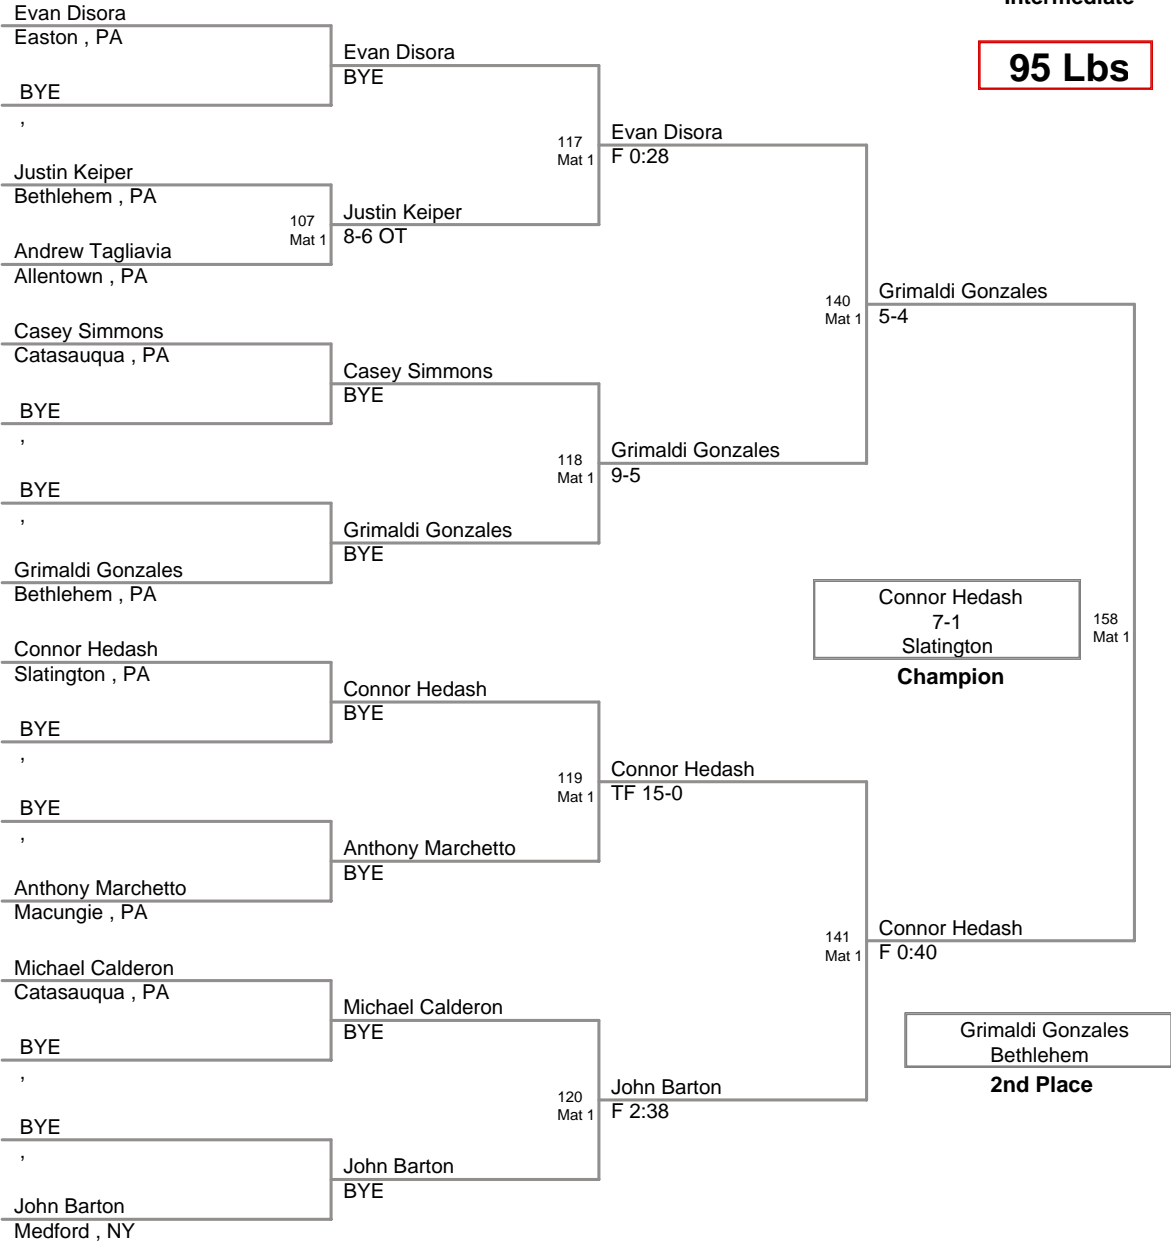 Intermediate
95 Lbs
Evan Disora
Easton , PA
BYE
,
Justin Keiper
Bethlehem , PA
Andrew Tagliavia
Allentown , PA
Casey Simmons
Catasauqua , PA
BYE
,
BYE
,
Grimaldi Gonzales
Bethlehem , PA
Connor Hedash
Slatington , PA
BYE
,
BYE
,
Anthony Marchetto
Macungie , PA
Michael Calderon
Catasauqua , PA
BYE
,
BYE
,
John Barton
Medford , NY
Evan Disora
BYE
107
Mat 1
Justin Keiper
8-6 OT
Casey Simmons
BYE
Grimaldi Gonzales
BYE
Connor Hedash
BYE
Anthony Marchetto
BYE
Michael Calderon
BYE
John Barton
BYE
117
Mat 1
Evan Disora
F 0:28
118
Mat 1
Grimaldi Gonzales
9-5
119
Mat 1
Connor Hedash
TF 15-0
120
Mat 1
John Barton
F 2:38
140
Mat 1
Grimaldi Gonzales
5-4
141
Mat 1
Connor Hedash
F 0:40
158
Mat 1
Connor Hedash
7-1
Slatington
Champion
Grimaldi Gonzales
Bethlehem
2nd Place